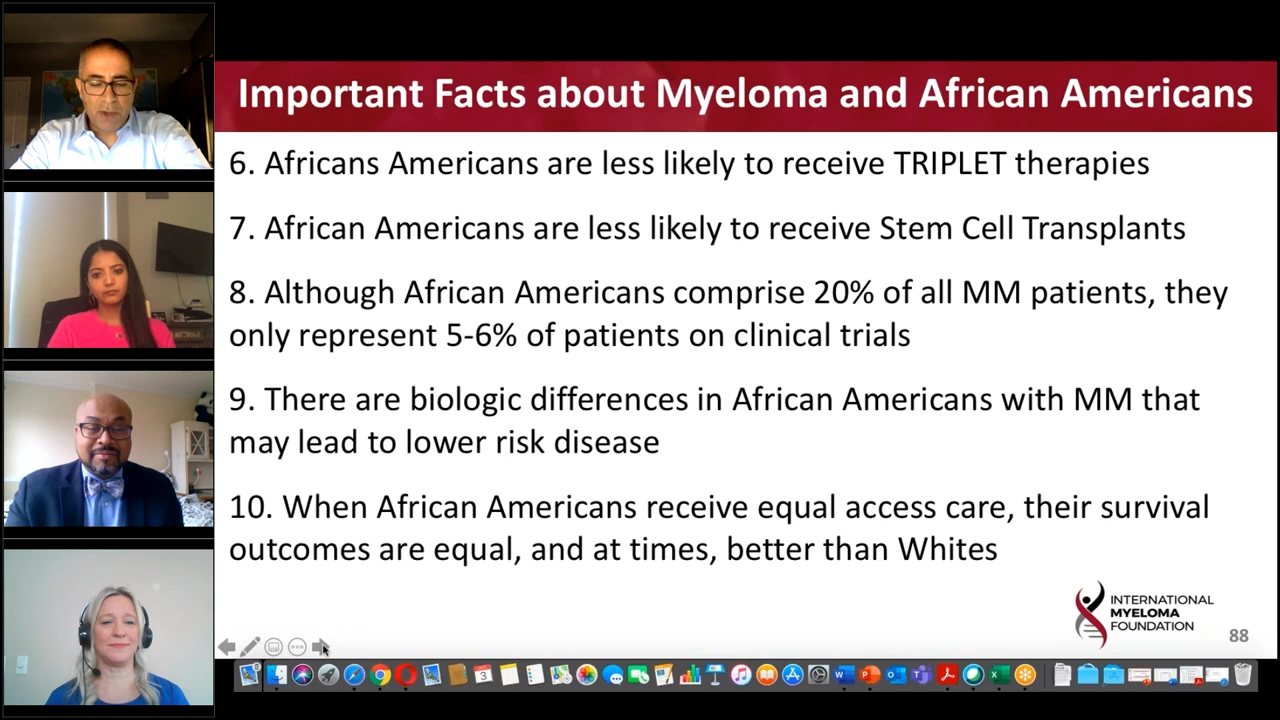 Important Facts about Myeloma and African Americans
6. Africans Americans are less likely to receive TRIPLET therapies
7. African Americans are less likely to receive Stem Cell Transplants
8. Although African Americans comprise 20% of all MM patients, they
only represent 5-6% of patients on clinical trials
9. There are biologic differences in African Americans with MM that
may lead to lower risk disease
10. When African Americans receive equal access care, their survival
outcomes are equal, and at times, better than Whites
INTERNATIONAL
MYELOMA
FOUNDATION
88